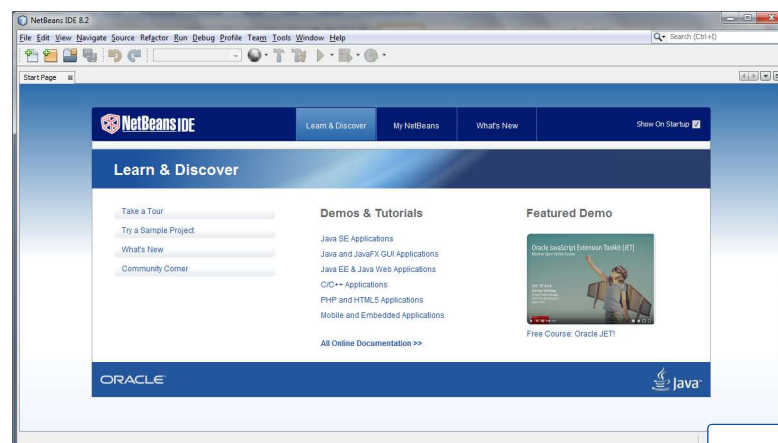 NetBeans IDE 8.2
File Edit View Navigate Source Refactor Run Debug Profile Team Tools Window Help
Search (Ctrl+I)
Start Page
NetBeans IDE
Learn & Discover
My NetBeans
What's New
Show On Startup
Learn & Discover
Take a Tour
Try a Sample Project
What's New
Community Corner
Demos & Tutorials
Java SE Applications
Java and JavaFX GUI Applications
Java EE & Java Web Applications
C/C++ Applications
PHP and HTML5 Applications
Mobile and Embedded Applications
All Online Documentation >>
Featured Demo
Oracle JavaScript Extension Toolkit (JET)
Free Course: Oracle JET!
ORACLE
Java